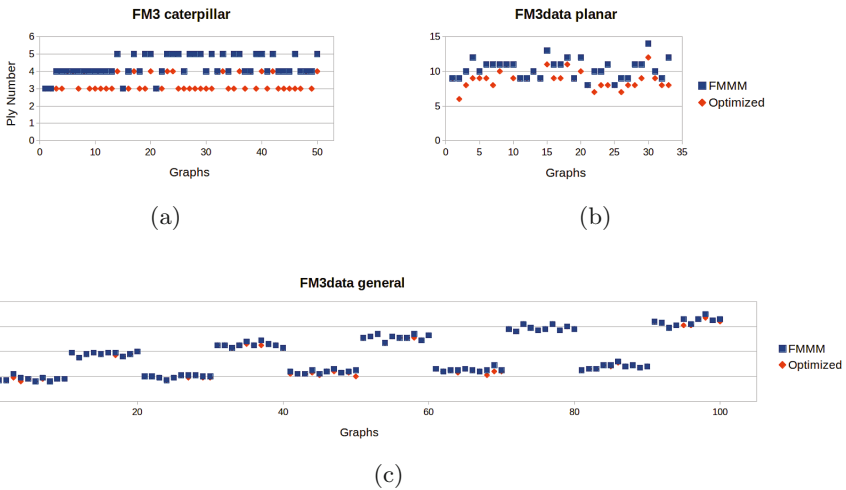 FM3 caterpillar
Ply Number
6
5
4
3
2
1
0
0 10 20 30 40 50
Graphs
(a)
FM3data planar
15
10
5
0
0 5 10 15 20 25 30 35
Graphs
FMMM
Optimized
(b)
FM3data general
20 40 60 80 100
Graphs
FMMM
Optimized
(c)